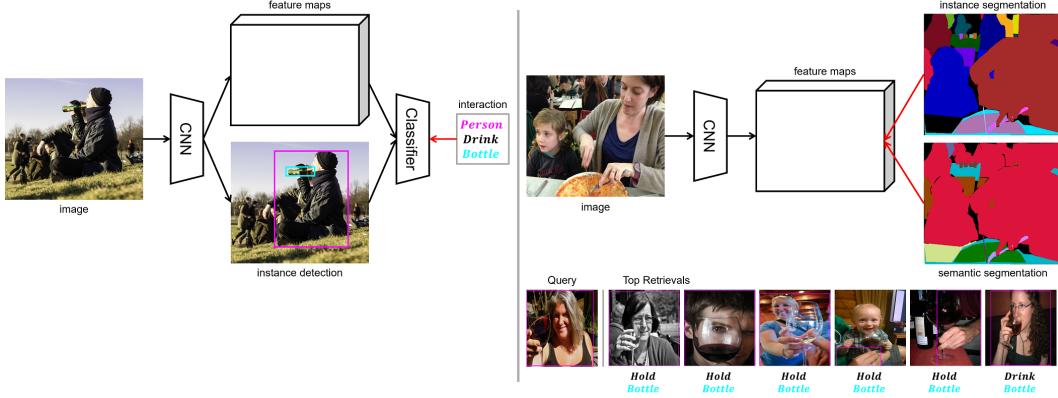 feature maps
image
CNN
instance detection
Classifier
interaction
Person
Drink
Bottle
instance segmentation
feature maps
image
CNN
semantic segmentation
Query
Top Retrievals
Hold
Bottle
Hold
Bottle
Hold
Bottle
Hold
Bottle
Hold
Bottle
Drink
Bottle